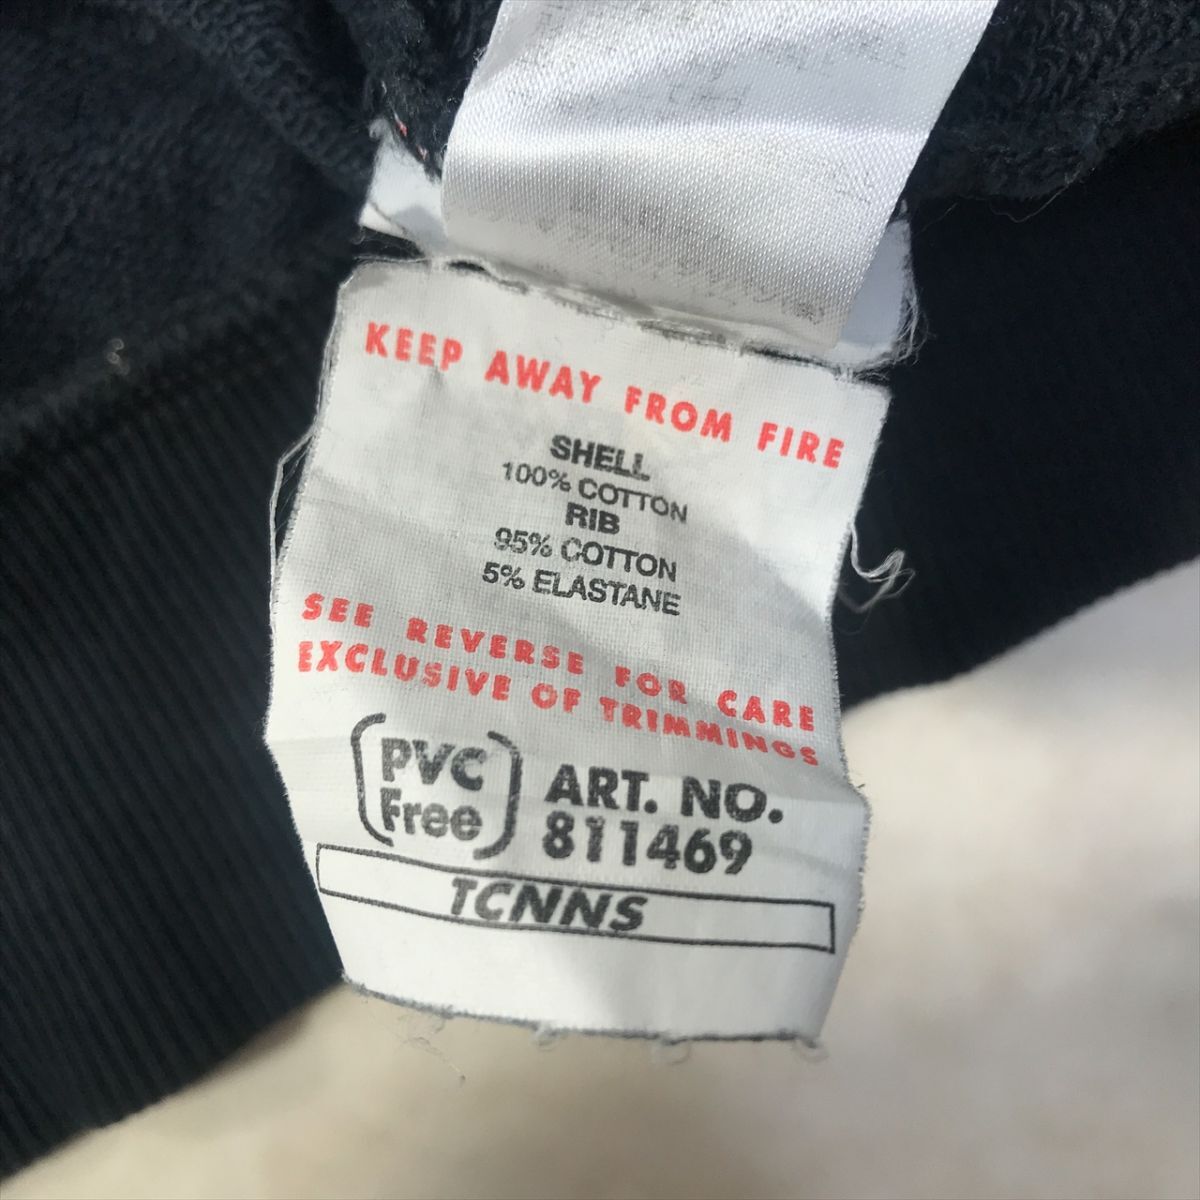 KEEP AWAY FROM FIRE
SHELL
100% COTTON
RIB
95% COTTON
5% ELASTANE
SEE REVERSE FOR CARE
EXCLUSIVE OF TRIMMINGS
PVC
Free
ART. NO.
811469
TCNNS